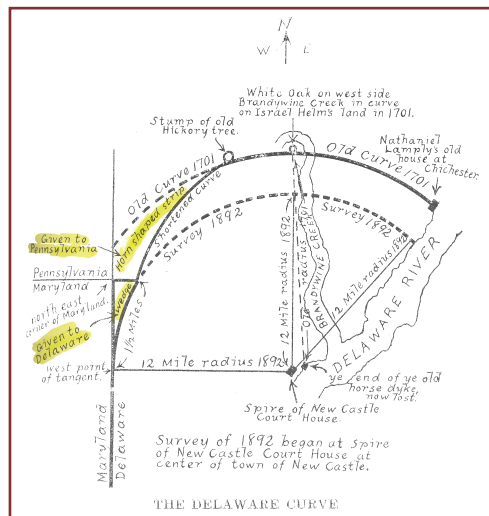 N
W
E
White Oak on west side
Brandywine Creek in curve
on Israel Helm's land in 1701.
Stump of old
Hickory tree.
Nathaniel
Lamply's old
house at
Chichester.
Old Curve 1701
Old Curve 1701
Horn shaped strip
Shortened curve
Survey 1892
Survey 1892
Given to
Pennsylvania
Pennsylvania
Maryland
north east
corner of Maryland.
Wedge
Given to
Delaware
1½ Miles
West point
of tangent.
12 Mile radius 1892
12 Mile radius 1892
Old radius 1701
12 Mile radius 1892
BRANDYWINE CREEK
DELAWARE RIVER
ye end of ye old
horse dyke,
now lost.
Spire of New Castle
Court House.
Maryland
Delaware
Survey of 1892 began at Spire
of New Castle Court House at
center of town of New Castle.
THE DELAWARE CURVE